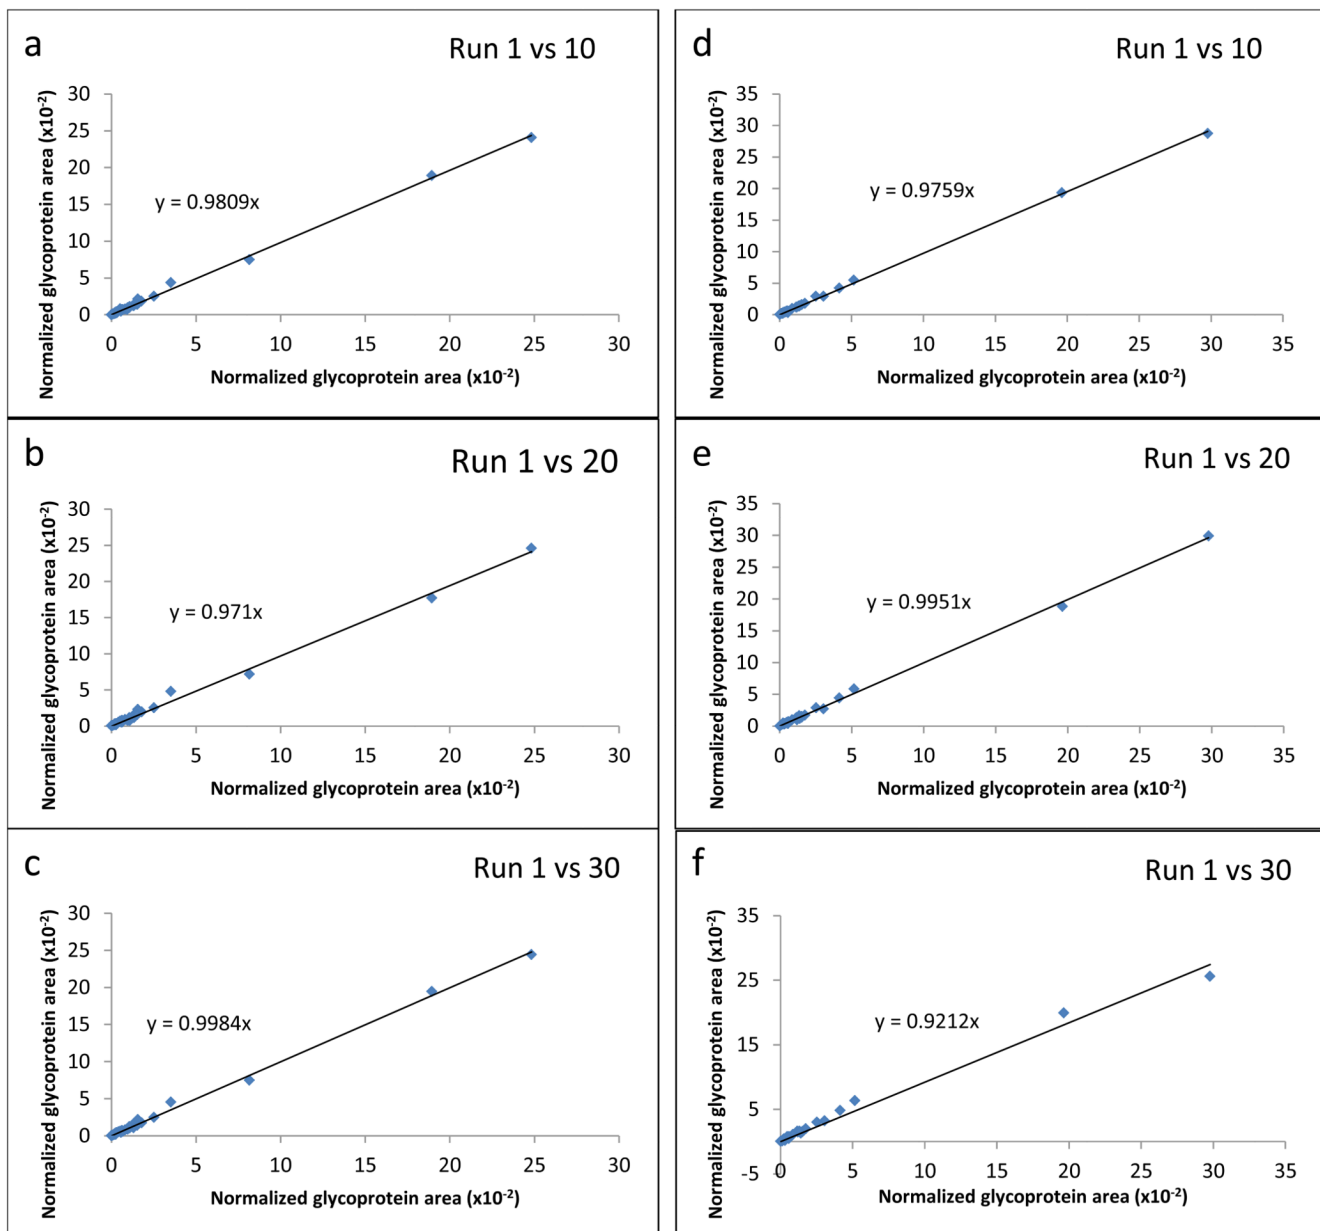 a
Run 1 vs 10
Normalized glycoprotein area (x10⁻²)
30
25
20
15
10
5
0
y = 0.9809x
0 5 10 15 20 25 30
Normalized glycoprotein area (x10⁻²)
d
Run 1 vs 10
Normalized glycoprotein area (x10⁻²)
35
30
25
20
15
10
5
0
y = 0.9759x
0 5 10 15 20 25 30 35
Normalized glycoprotein area (x10⁻²)
b
Run 1 vs 20
Normalized glycoprotein area (x10⁻²)
30
25
20
15
10
5
0
y = 0.971x
0 5 10 15 20 25 30
Normalized glycoprotein area (x10⁻²)
e
Run 1 vs 20
Normalized glycoprotein area (x10⁻²)
35
30
25
20
15
10
5
0
y = 0.9951x
0 5 10 15 20 25 30 35
Normalized glycoprotein area (x10⁻²)
c
Run 1 vs 30
Normalized glycoprotein area (x10⁻²)
30
25
20
15
10
5
0
y = 0.9984x
0 5 10 15 20 25 30
Normalized glycoprotein area (x10⁻²)
f
Run 1 vs 30
Normalized glycoprotein area (x10⁻²)
35
25
15
5
-5
y = 0.9212x
0 5 10 15 20 25 30 35
Normalized glycoprotein area (x10⁻²)